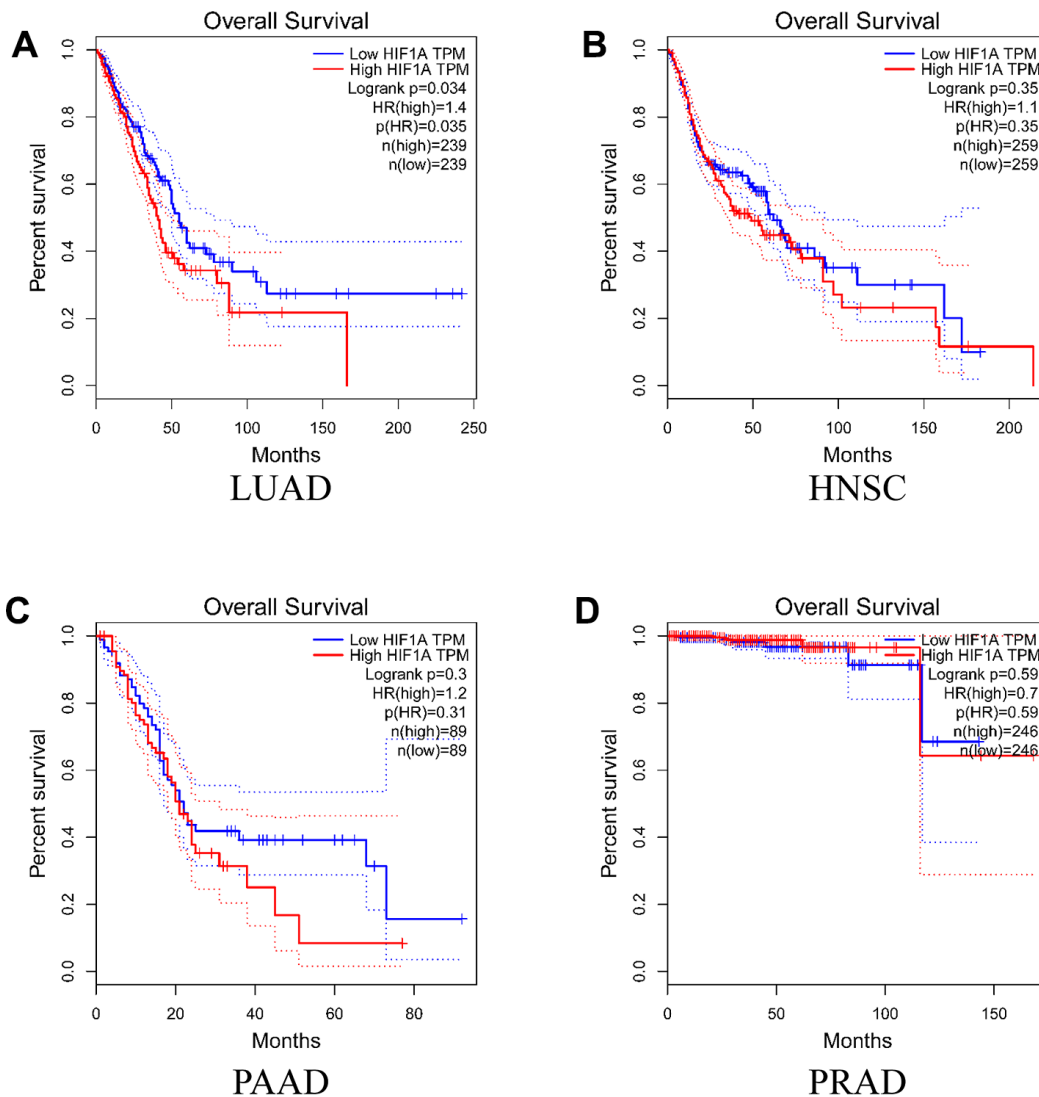 A
Overall Survival
Low HIF1A TPM
High HIF1A TPM
Logrank p=0.034
HR(high)=1.4
p(HR)=0.035
n(high)=239
n(low)=239
Percent survival
1.0
0.8
0.6
0.4
0.2
0.0
0 50 100 150 200 250
Months
LUAD
B
Overall Survival
Low HIF1A TPM
High HIF1A TPM
Logrank p=0.35
HR(high)=1.1
p(HR)=0.35
n(high)=259
n(low)=259
Percent survival
1.0
0.8
0.6
0.4
0.2
0.0
0 50 100 150 200
Months
HNSC
C
Overall Survival
Low HIF1A TPM
High HIF1A TPM
Logrank p=0.3
HR(high)=1.2
p(HR)=0.31
n(high)=89
n(low)=89
Percent survival
1.0
0.8
0.6
0.4
0.2
0.0
0 20 40 60 80
Months
PAAD
D
Overall Survival
Low HIF1A TPM
High HIF1A TPM
Logrank p=0.59
HR(high)=0.7
p(HR)=0.59
n(high)=246
n(low)=246
Percent survival
1.0
0.8
0.6
0.4
0.2
0.0
0 50 100 150
Months
PRAD